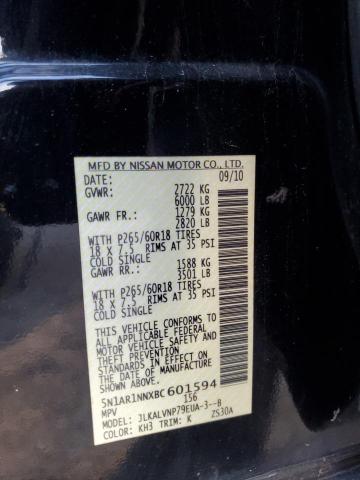 MFD BY NISSAN MOTOR CO., LTD.
DATE: 09/10
GVWR: 2722 KG
6000 LB
GAWR FR: 1279 KG
2820 LB
WITH P265/60R18 TIRES
18 X 7.5 RIMS AT 35 PSI
COLD SINGLE
GAWR RR: 1588 KG
3501 LB
WITH P265/60R18 TIRES
18 X 7.5 RIMS AT 35 PSI
COLD SINGLE
THIS VEHICLE CONFORMS TO
ALL APPLICABLE FEDERAL
MOTOR VEHICLE SAFETY AND
THEFT PREVENTION
STANDARDS IN EFFECT ON
THE DATE OF MANUFACTURE
SHOWN ABOVE
5N1AR1NNXBC601594
MPV 156
MODEL: JLKALVNP79EUA-3--B
COLOR: KH3 TRIM: K ZS30A